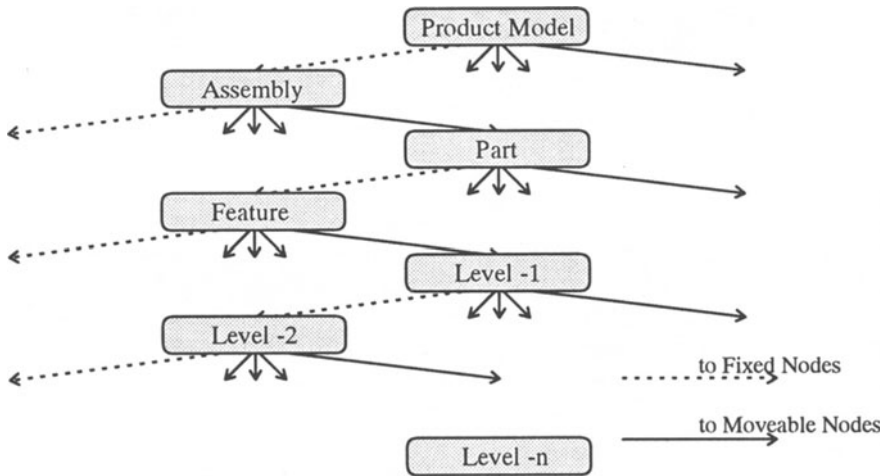 Product Model
Assembly
Part
Feature
Level -1
Level -2
to Fixed Nodes
to Moveable Nodes
Level -n